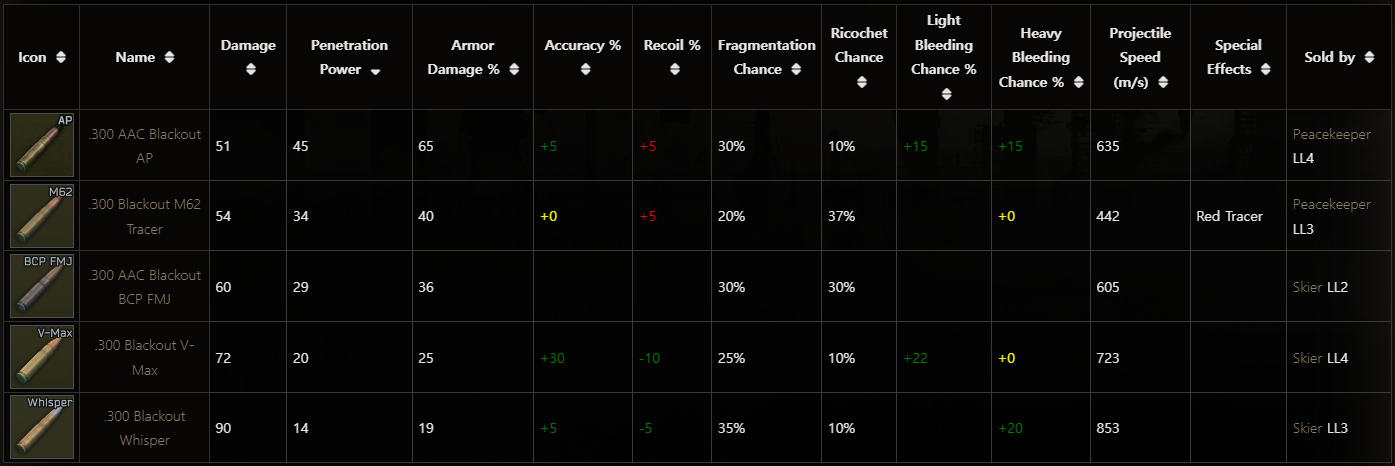 Icon Name Damage Penetration Power Armor Damage % Accuracy % Recoil % Fragmentation Chance Ricochet Chance Light Bleeding Chance % Heavy Bleeding Chance % Projectile Speed (m/s) Special Effects Sold by
AP .300 AAC Blackout AP 51 45 65 +5 +5 30% 10% +15 +15 635 Peacekeeper LL4
M62 .300 Blackout M62 Tracer 54 34 40 +0 +5 20% 37% +0 442 Red Tracer Peacekeeper LL3
BCP FMJ .300 AAC Blackout BCP FMJ 60 29 36 30% 30% 605 Skier LL2
V-Max .300 Blackout V-Max 72 20 25 +30 -10 25% 10% +22 +0 723 Skier LL4
Whisper .300 Blackout Whisper 90 14 19 +5 -5 35% 10% +20 853 Skier LL3